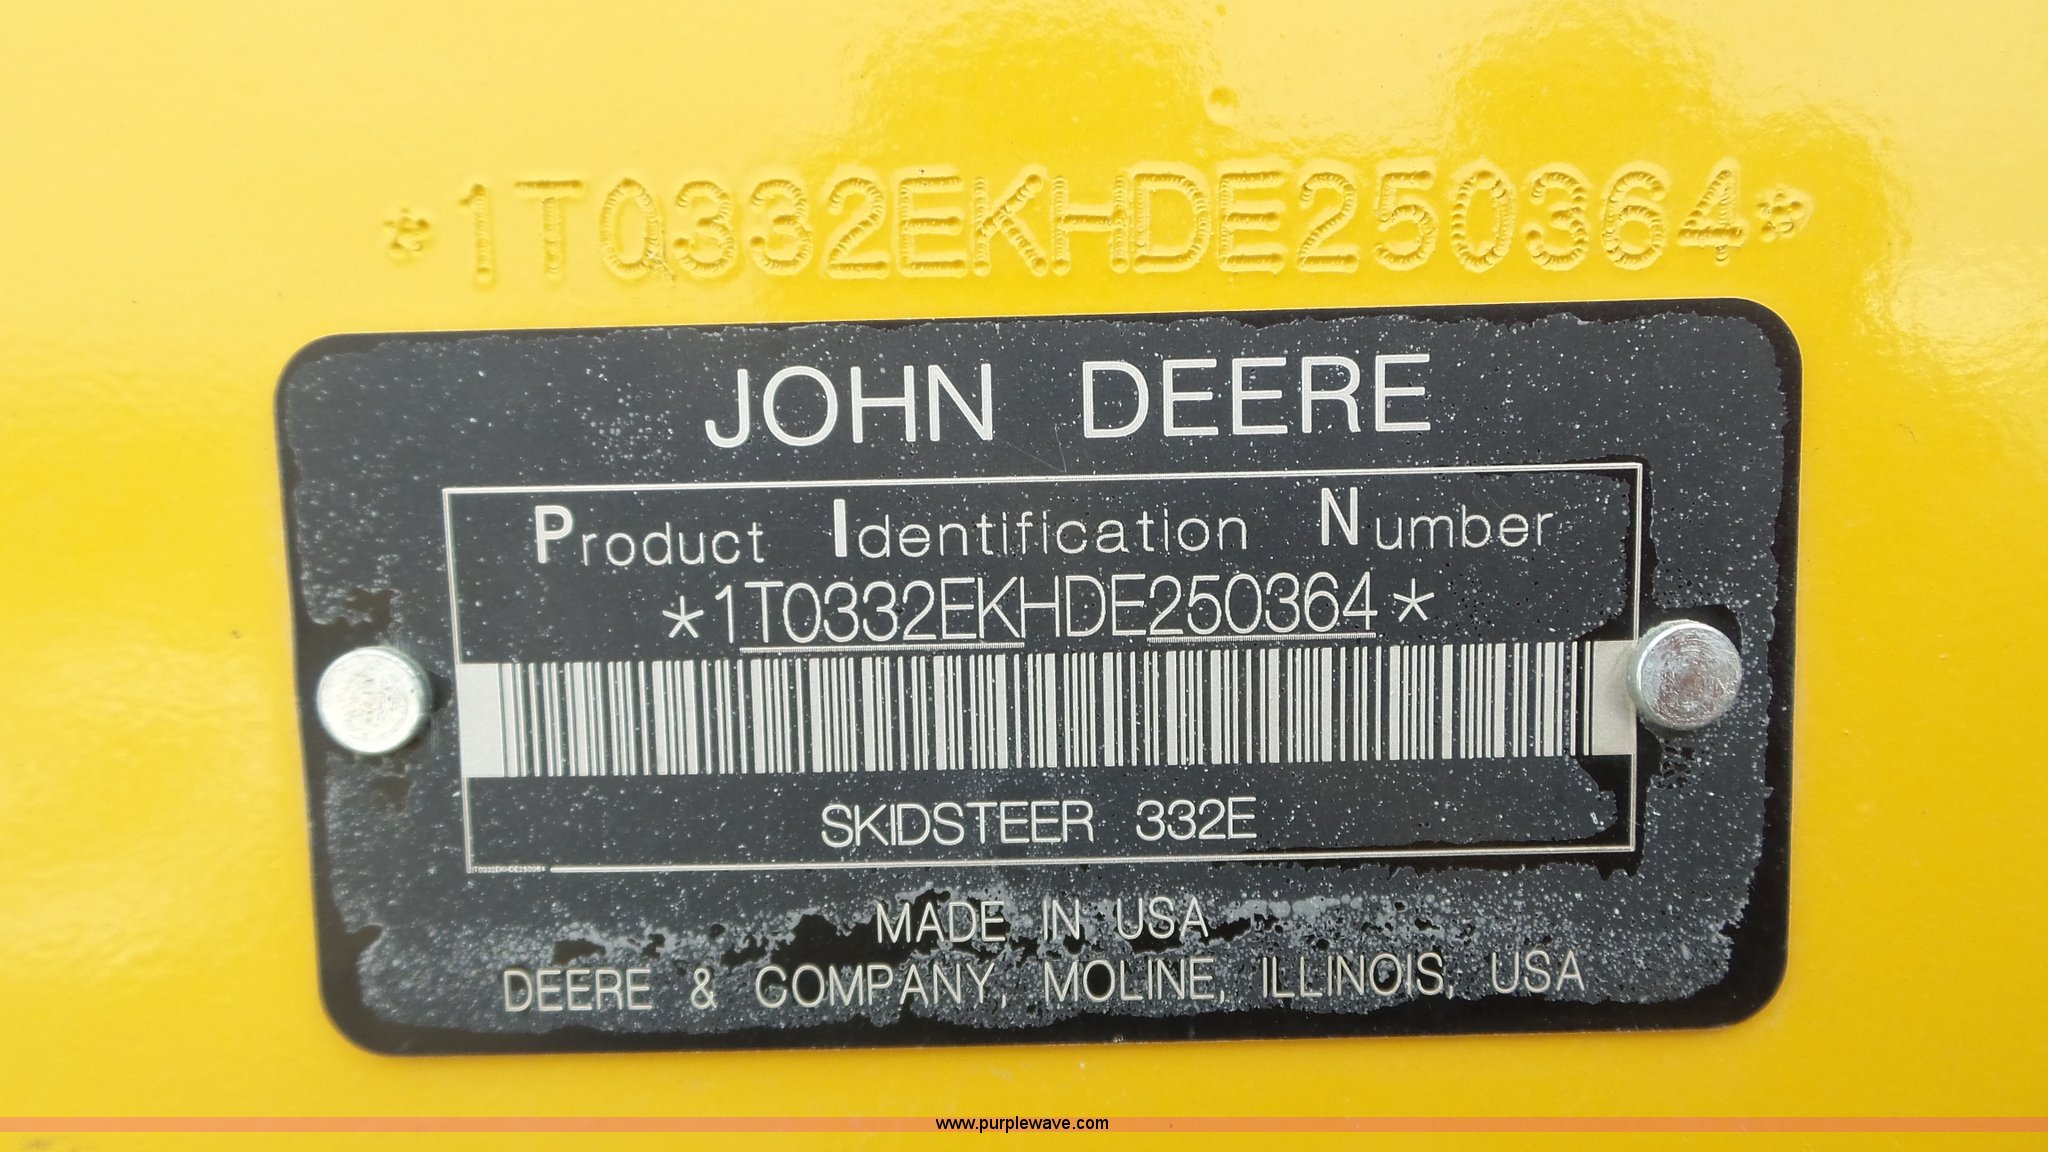 *1T0332EKHDE250364*
JOHN DEERE
Product Identification Number
*1T0332EKHDE250364*
SKIDSTEER 332E
1T0332EKHDE250364
MADE IN USA
DEERE & COMPANY, MOLINE, ILLINOIS, USA
www.purplewave.com